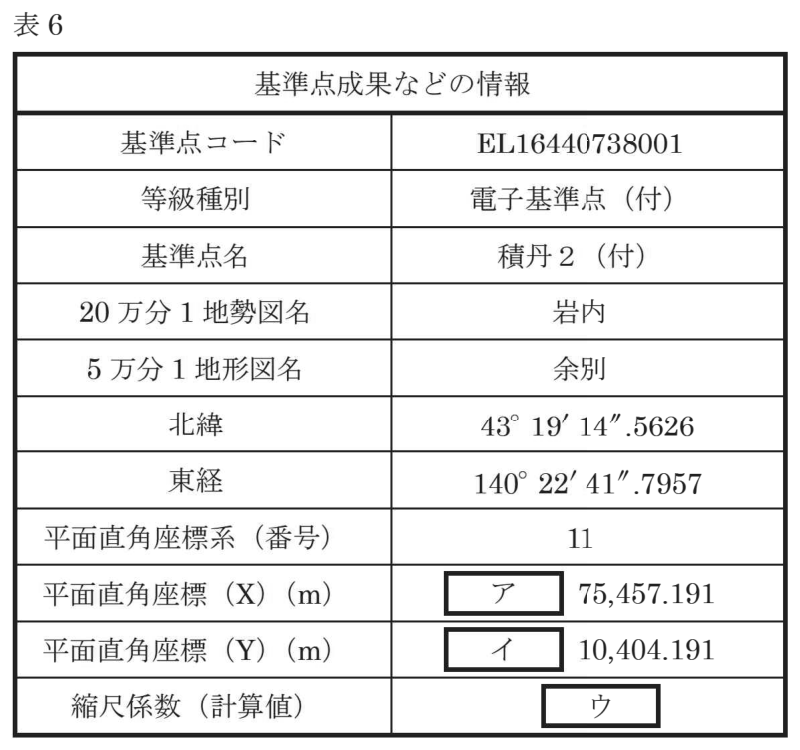 表 6
基準点成果などの情報
基準点コード EL16440738001
等級種別 電子基準点（付）
基準点名 積丹２（付）
20 万分 1 地勢図名 岩内
5 万分 1 地形図名 余別
北緯 43° 19′ 14″.5626
東経 140° 22′ 41″.7957
平面直角座標系（番号） 11
平面直角座標（X）（m） ア 75,457.191
平面直角座標（Y）（m） イ 10,404.191
縮尺係数（計算値） ウ